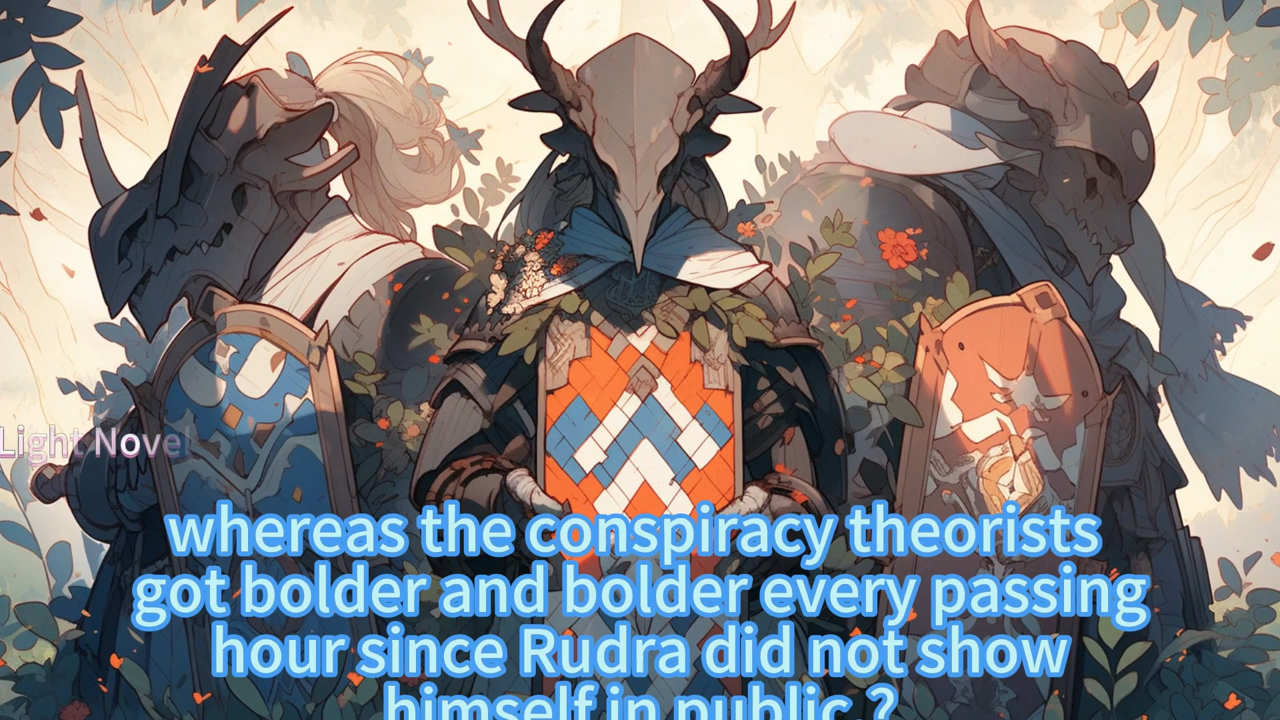 Light Novel
whereas the conspiracy theorists
got bolder and bolder every passing
hour since Rudra did not show
himself in public.?